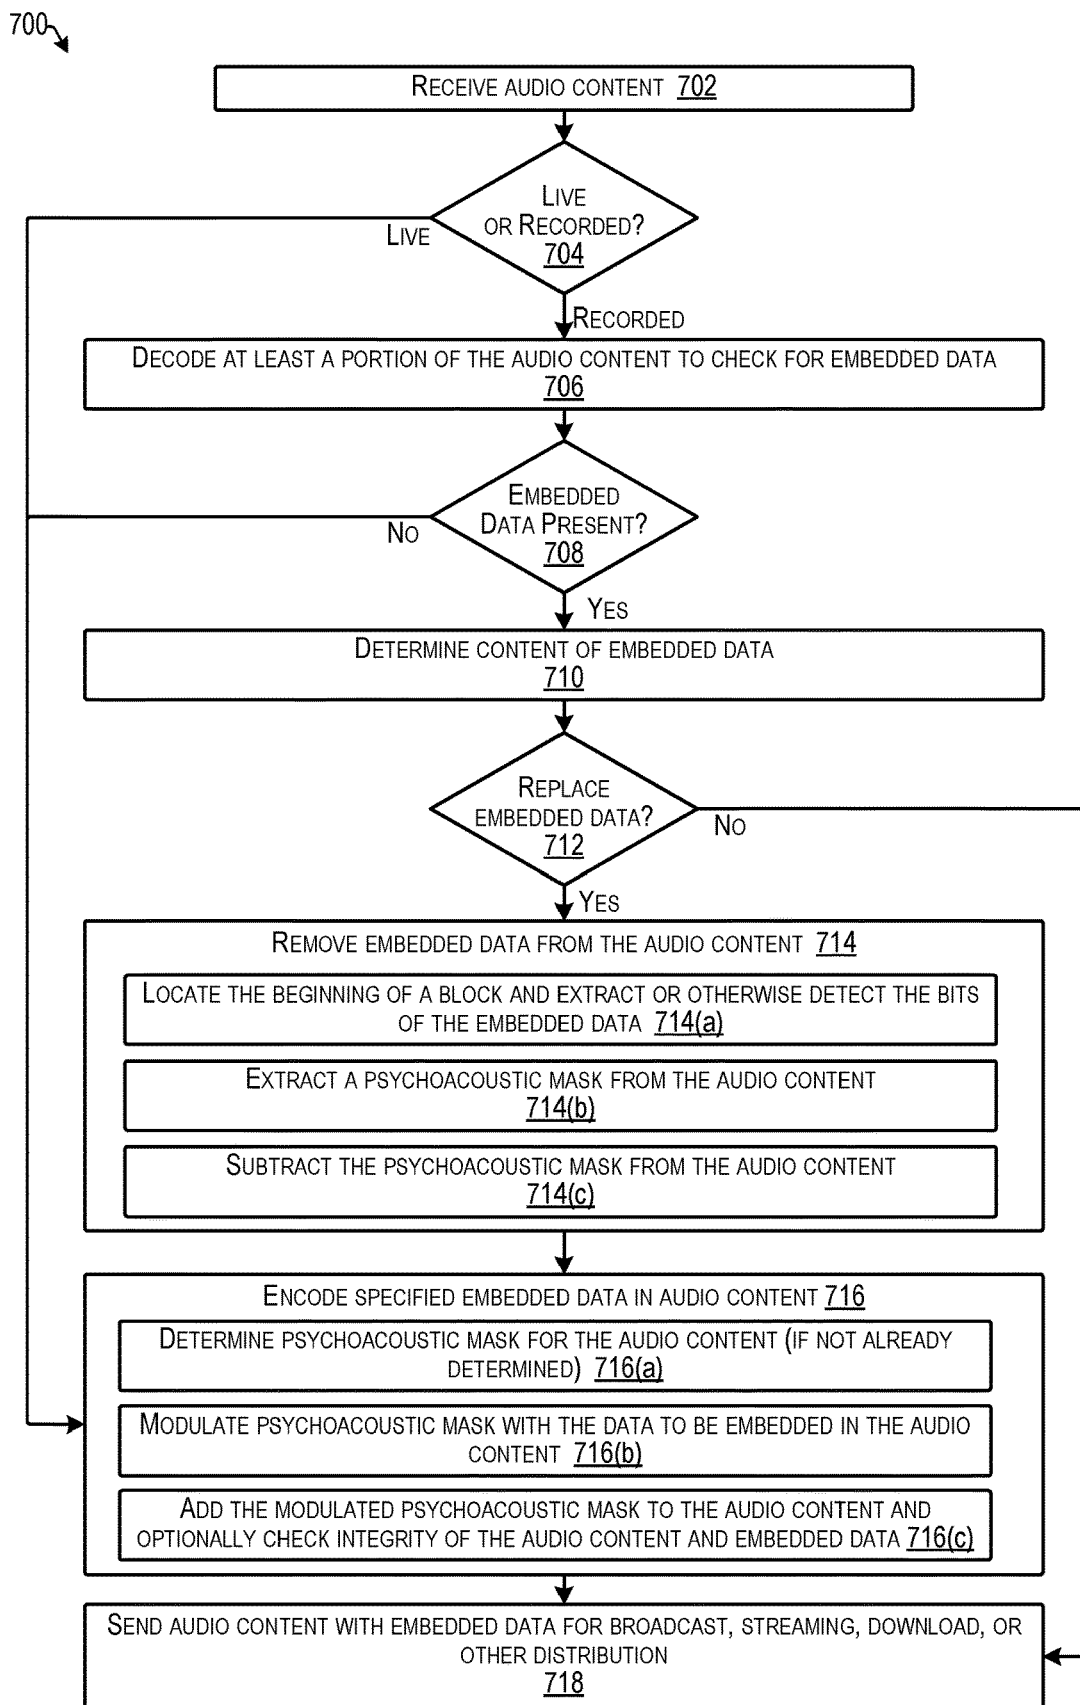 700
RECEIVE AUDIO CONTENT 702
LIVE
OR RECORDED?
704
LIVE
RECORDED
DECODE AT LEAST A PORTION OF THE AUDIO CONTENT TO CHECK FOR EMBEDDED DATA
706
EMBEDDED
DATA PRESENT?
708
NO
YES
DETERMINE CONTENT OF EMBEDDED DATA
710
REPLACE
EMBEDDED DATA?
712
NO
YES
REMOVE EMBEDDED DATA FROM THE AUDIO CONTENT 714
LOCATE THE BEGINNING OF A BLOCK AND EXTRACT OR OTHERWISE DETECT THE BITS
OF THE EMBEDDED DATA 714(a)
EXTRACT A PSYCHOACOUSTIC MASK FROM THE AUDIO CONTENT
714(b)
SUBTRACT THE PSYCHOACOUSTIC MASK FROM THE AUDIO CONTENT
714(c)
ENCODE SPECIFIED EMBEDDED DATA IN AUDIO CONTENT 716
DETERMINE PSYCHOACOUSTIC MASK FOR THE AUDIO CONTENT (IF NOT ALREADY
DETERMINED) 716(a)
MODULATE PSYCHOACOUSTIC MASK WITH THE DATA TO BE EMBEDDED IN THE AUDIO
CONTENT 716(b)
ADD THE MODULATED PSYCHOACOUSTIC MASK TO THE AUDIO CONTENT AND
OPTIONALLY CHECK INTEGRITY OF THE AUDIO CONTENT AND EMBEDDED DATA 716(c)
SEND AUDIO CONTENT WITH EMBEDDED DATA FOR BROADCAST, STREAMING, DOWNLOAD, OR
OTHER DISTRIBUTION
718